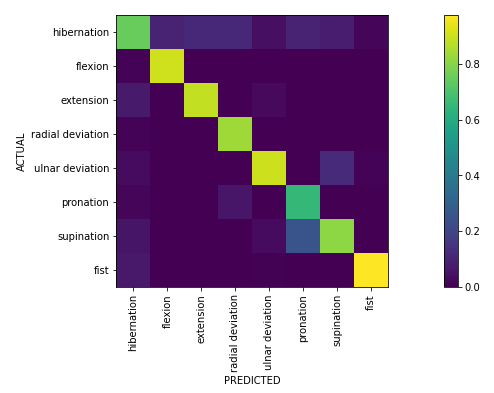 hibernation
flexion
extension
radial deviation
ulnar deviation
pronation
supination
fist
ACTUAL
hibernation
flexion
extension
radial deviation
ulnar deviation
pronation
supination
fist
PREDICTED
0.8
0.6
0.4
0.2
0.0